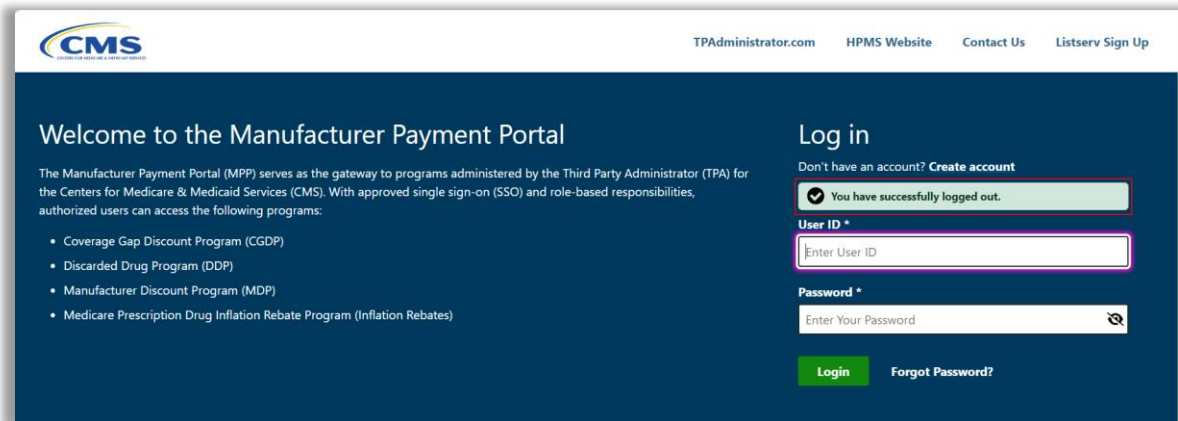 CMS
CENTERS FOR MEDICARE & MEDICAID SERVICES
TPAdministrator.com
HPMS Website
Contact Us
Listserv Sign Up
Welcome to the Manufacturer Payment Portal
The Manufacturer Payment Portal (MPP) serves as the gateway to programs administered by the Third Party Administrator (TPA) for
the Centers for Medicare & Medicaid Services (CMS). With approved single sign-on (SSO) and role-based responsibilities,
authorized users can access the following programs:
• Coverage Gap Discount Program (CGDP)
• Discarded Drug Program (DDP)
• Manufacturer Discount Program (MDP)
• Medicare Prescription Drug Inflation Rebate Program (Inflation Rebates)
Log in
Don't have an account? Create account
You have successfully logged out.
User ID *
Enter User ID
Password *
Enter Your Password
Login
Forgot Password?